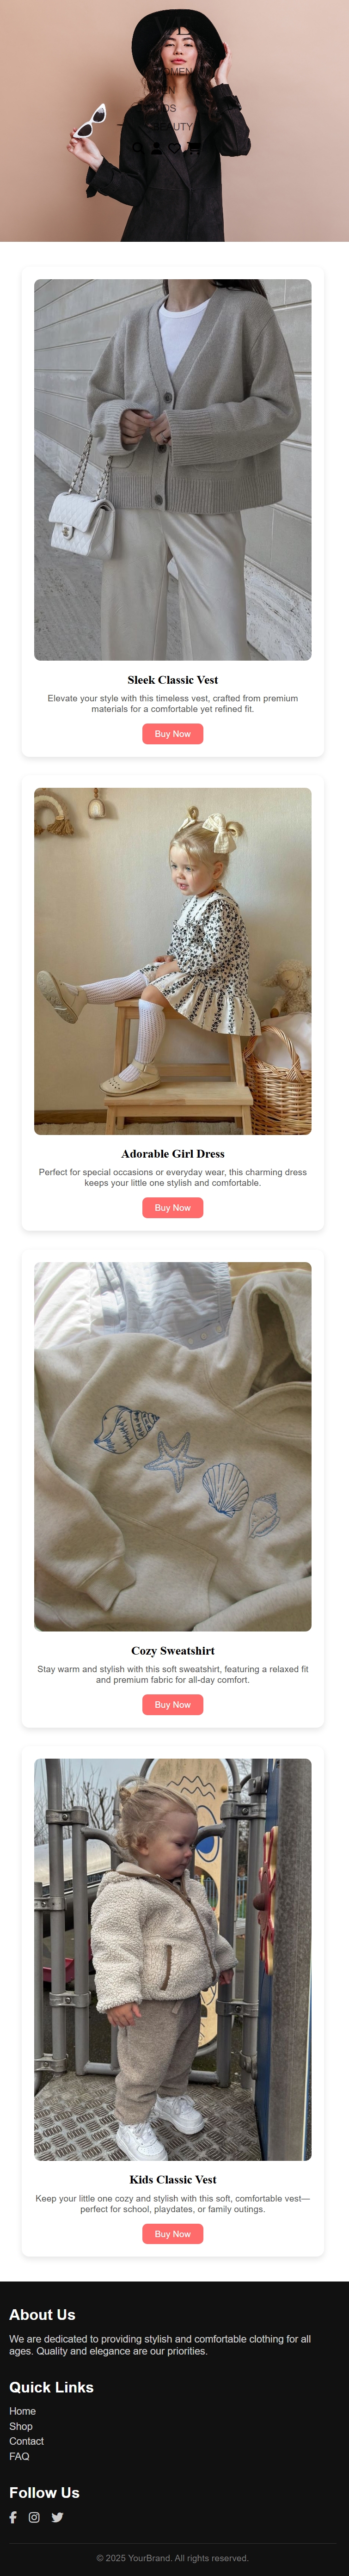 WOMEN
KIDS
BEAUTY
Sleek Classic Vest
Elevate your style with this timeless vest, crafted from premium
materials for a comfortable yet refined fit.
Buy Now
Adorable Girl Dress
Perfect for special occasions or everyday wear, this charming dress
keeps your little one stylish and comfortable.
Buy Now
Cozy Sweatshirt
Stay warm and stylish with this soft sweatshirt, featuring a relaxed fit
and premium fabric for all-day comfort.
Buy Now
Kids Classic Vest
Keep your little one cozy and stylish with this soft, comfortable vest—
perfect for school, playdates, or family outings.
Buy Now
About Us
We are dedicated to providing stylish and comfortable clothing for all
ages. Quality and elegance are our priorities.
Quick Links
Home
Shop
Contact
FAQ
Follow Us
© 2025 YourBrand. All rights reserved.